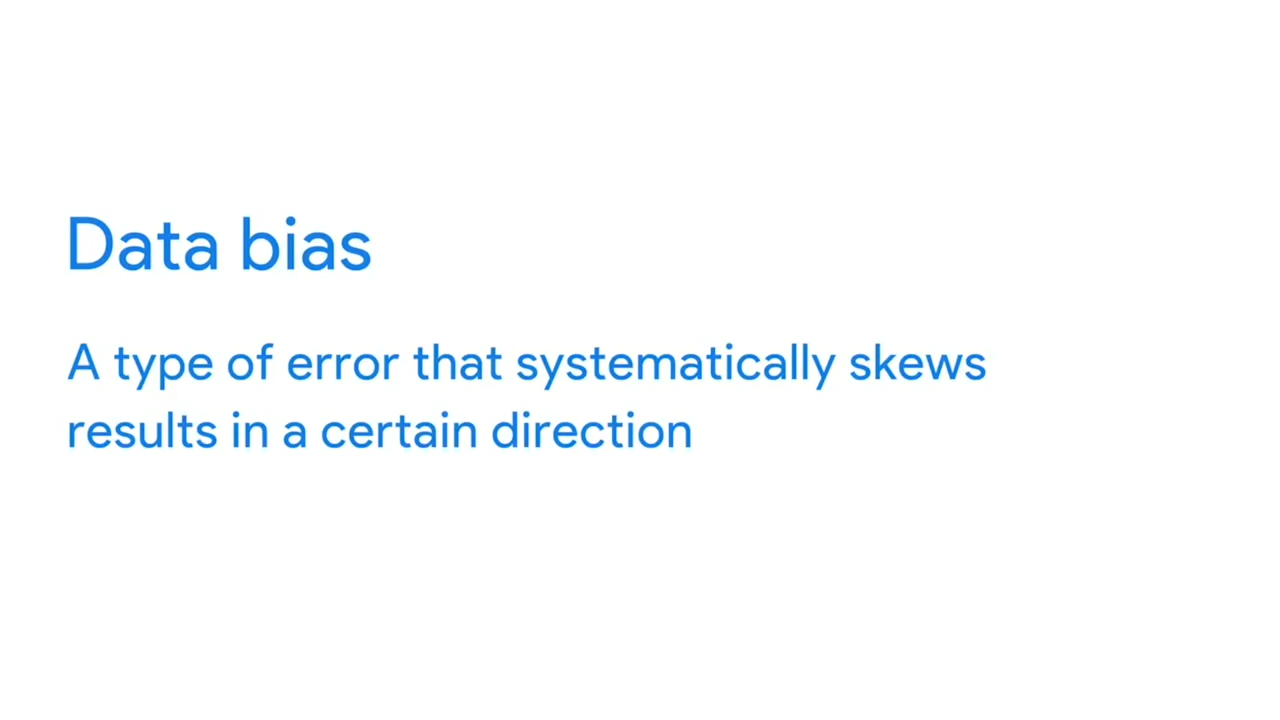 Data bias
A type of error that systematically skews
results in a certain direction